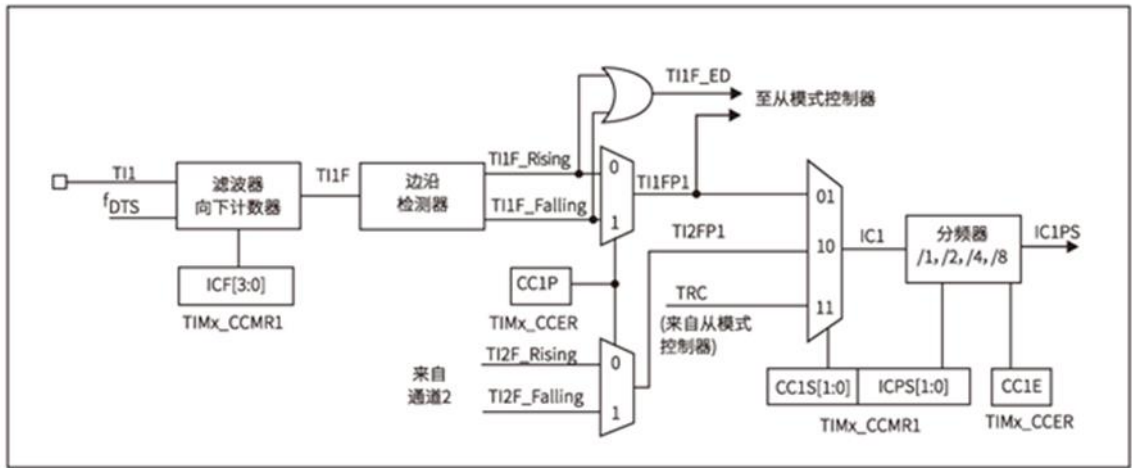 TI1F_ED
至从模式控制器
TI1
fDTS
滤波器
向下计数器
TI1F
边沿
检测器
TI1F_Rising
TI1F_Falling
0
1
TI1FP1
TI2FP1
01
10
11
IC1
分频器
/1, /2, /4, /8
IC1PS
ICF[3:0]
TIMx_CCMR1
CC1P
TIMx_CCER
TRC
(来自从模式
控制器)
来自
通道2
TI2F_Rising
TI2F_Falling
0
1
CC1S[1:0]
ICPS[1:0]
TIMx_CCMR1
CC1E
TIMx_CCER